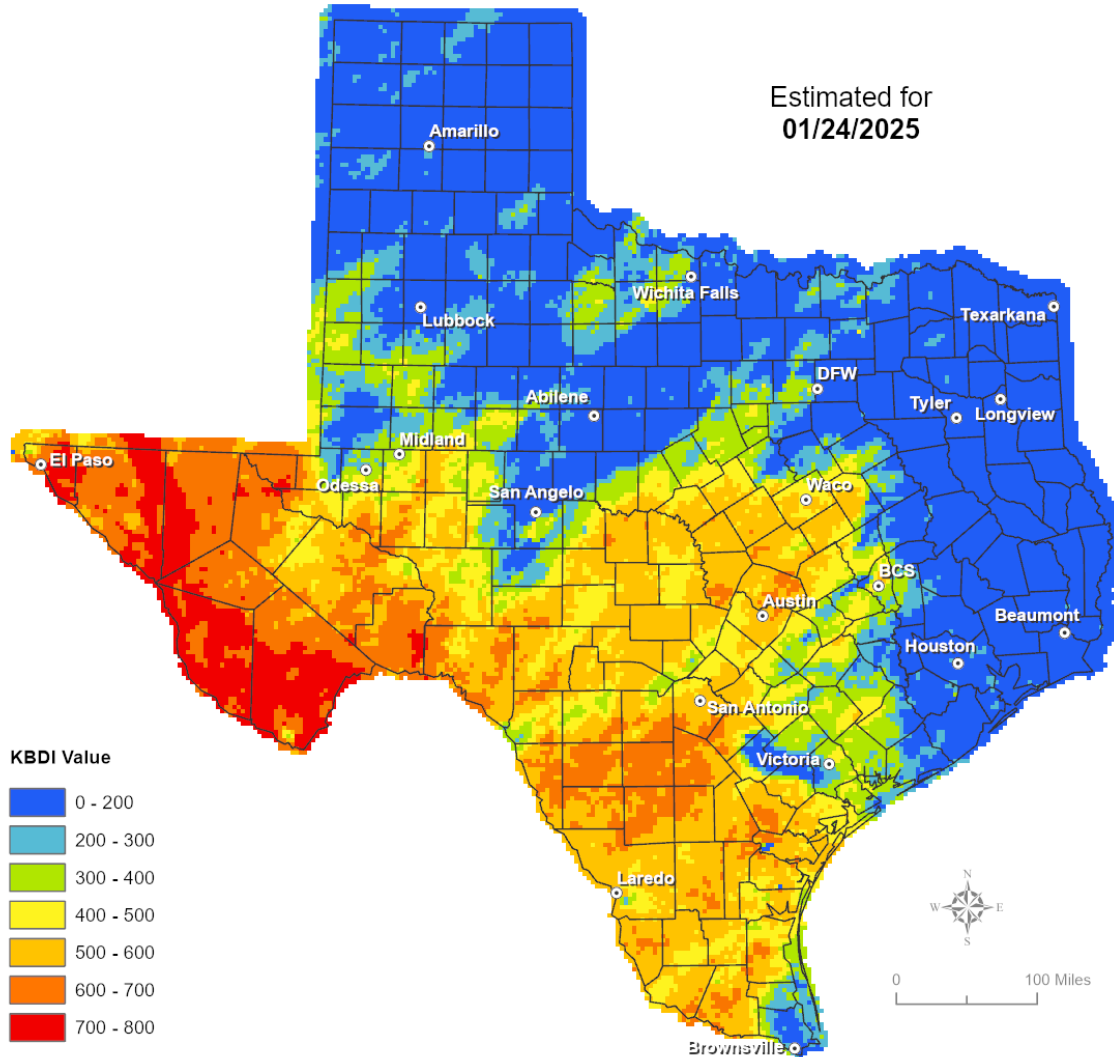 Estimated for
01/24/2025
Amarillo
Wichita Falls
Lubbock
Texarkana
DFW
Abilene
Tyler
Longview
Midland
El Paso
Odessa
San Angelo
Waco
BCS
Austin
Beaumont
Houston
San Antonio
Victoria
KBDI Value
0 - 200
200 - 300
300 - 400
400 - 500
500 - 600
600 - 700
700 - 800
Laredo
N
W E
S
0 100 Miles
Brownsville